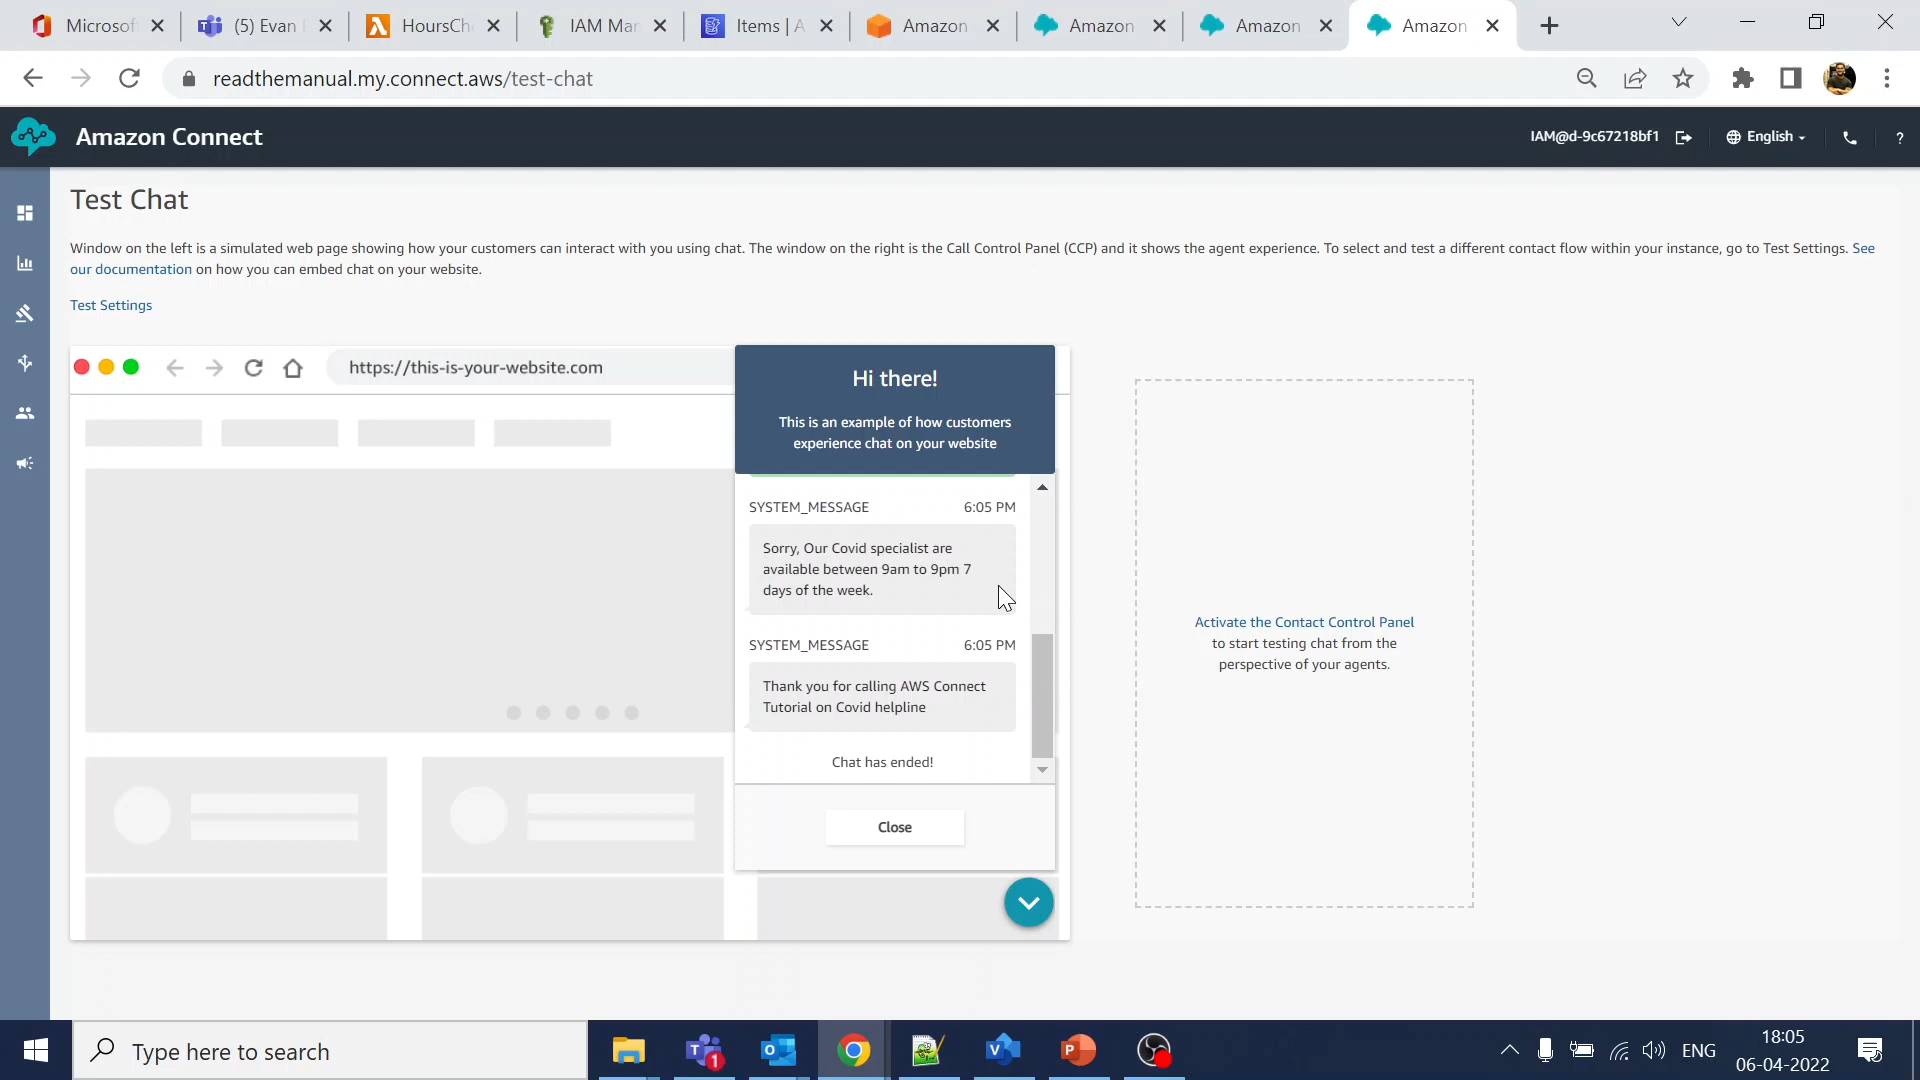 Microsof
(5) Evan
HoursCh
IAM Man
Items | A
Amazon
Amazon
Amazon
Amazon
readthemanual.my.connect.aws/test-chat
Amazon Connect
IAM@d-9c67218bf1
English
?
Test Chat
Window on the left is a simulated web page showing how your customers can interact with you using chat. The window on the right is the Call Control Panel (CCP) and it shows the agent experience. To select and test a different contact flow within your instance, go to Test Settings. See
our documentation on how you can embed chat on your website.
Test Settings
https://this-is-your-website.com
Hi there!
This is an example of how customers
experience chat on your website
SYSTEM_MESSAGE 6:05 PM
Sorry, Our Covid specialist are
available between 9am to 9pm 7
days of the week.
SYSTEM_MESSAGE 6:05 PM
Thank you for calling AWS Connect
Tutorial on Covid helpline
Chat has ended!
Close
Activate the Contact Control Panel
to start testing chat from the
perspective of your agents.
Type here to search
1
ENG
18:05
06-04-2022